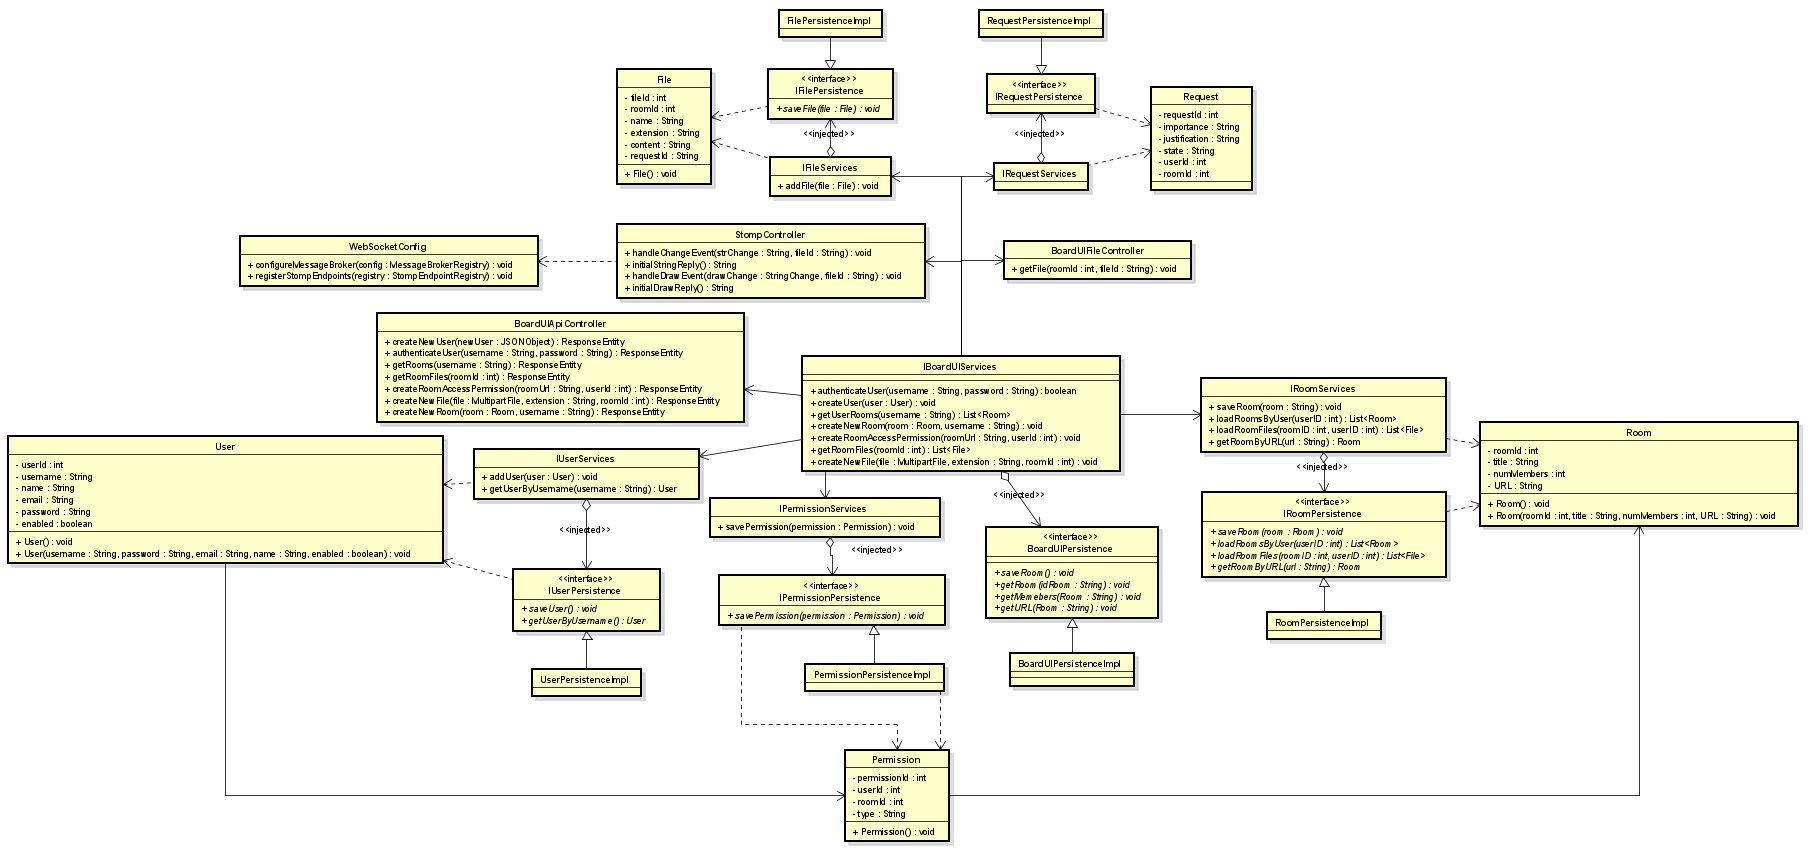 FilePersistenceImpl
RequestPersistenceImpl
File
- fileId : int
- roomId : int
- name : String
- extension : String
- content : String
- requestId : String
+ File() : void
<<interface>>
IFilePersistence
+ saveFile(file : File) : void
<<injected>>
IFileServices
+ addFile(file : File) : void
<<interface>>
IRequestPersistence
<<injected>>
IRequestServices
Request
- requestId : int
- importance : String
- justification : String
- state : String
- userId : int
- roomId : int
WebSocketConfig
+ configureMessageBroker(config : MessageBrokerRegistry) : void
+ registerStompEndpoints(registry : StompEndpointRegistry) : void
StompController
+ handleChangeEvent(strChange : String, fileId : String) : void
+ initialStringReply() : String
+ handleDrawEvent(drawChange : StringChange, fileId : String) : void
+ initialDrawReply() : String
BoardUIFileController
+ getFile(roomId : int, fileId : String) : void
BoardUIApiController
+ createNewUser(newUser : JSONObject) : ResponseEntity
+ authenticateUser(username : String, password : String) : ResponseEntity
+ getRooms(username : String) : ResponseEntity
+ getRoomFiles(roomId : int) : ResponseEntity
+ createRoomAccessPermission(roomUrl : String, userId : int) : ResponseEntity
+ createNewFile(file : MultipartFile, extension : String, roomId : int) : ResponseEntity
+ createNewRoom(room : Room, username : String) : ResponseEntity
IBoardUIServices
+ authenticateUser(username : String, password : String) : boolean
+ createUser(user : User) : void
+ getUserRooms(username : String) : List<Room>
+ createNewRoom(room : Room, username : String) : void
+ createRoomAccessPermission(roomUrl : String, userId : int) : void
+ getRoomFiles(roomId : int) : List<File>
+ createNewFile(file : MultipartFile, extension : String, roomId : int) : void
IRoomServices
+ saveRoom(room : String) : void
+ loadRoomsByUser(userID : int) : List<Room>
+ loadRoomFiles(roomID : int, userID : int) : List<File>
+ getRoomByURL(url : String) : Room
<<injected>>
Room
- roomId : int
- title : String
- numMembers : int
- URL : String
+ Room() : void
+ Room(roomId : int, title : String, numMembers : int, URL : String) : void
User
- userId : int
- username : String
- name : String
- email : String
- password : String
- enabled : boolean
+ User() : void
+ User(username : String, password : String, email : String, name : String, enabled : boolean) : void
IUserServices
+ addUser(user : User) : void
+ getUserByUsername(username : String) : User
<<injected>>
<<interface>>
IUserPersistence
+ saveUser() : void
+ getUserByUsername() : User
UserPersistenceImpl
IPermissionServices
+ savePermission(permission : Permission) : void
<<injected>>
<<interface>>
IPermissionPersistence
+ savePermission(permission : Permission) : void
PermissionPersistenceImpl
<<injected>>
<<interface>>
BoardUIPersistence
+ saveRoom() : void
+ getRoom(idRoom : String) : void
+ getMemebers(Room : String) : void
+ getURL(Room : String) : void
BoardUIPersistenceImpl
<<interface>>
IRoomPersistence
+ saveRoom(room : Room) : void
+ loadRoomsByUser(userID : int) : List<Room>
+ loadRoomFiles(roomID : int, userID : int) : List<File>
+ getRoomByURL(url : String) : Room
RoomPersistenceImpl
Permission
- permissionId : int
- userId : int
- roomId : int
- type : String
+ Permission() : void